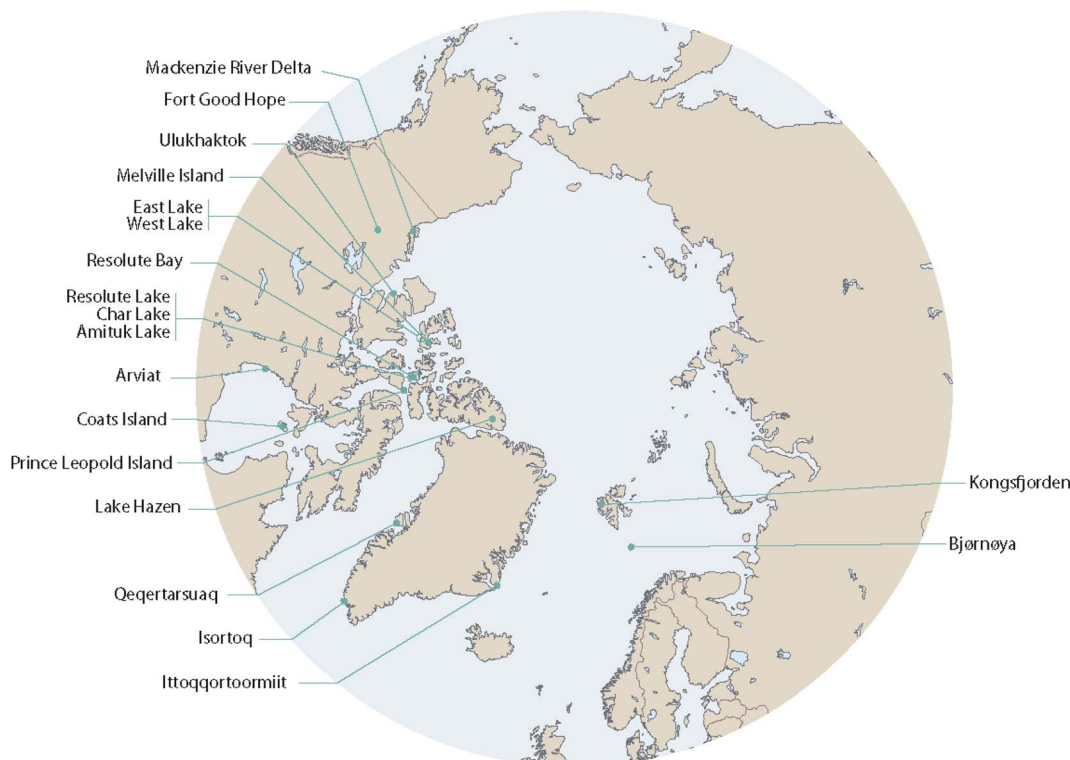 Mackenzie River Delta
Fort Good Hope
Ulukhaktok
Melville Island
East Lake
West Lake
Resolute Bay
Resolute Lake
Char Lake
Amituk Lake
Arviat
Coats Island
Prince Leopold Island
Lake Hazen
Qeqertarsuaq
Isortoq
Ittoqqortoormiit
Kongsfjorden
Bjørnøya